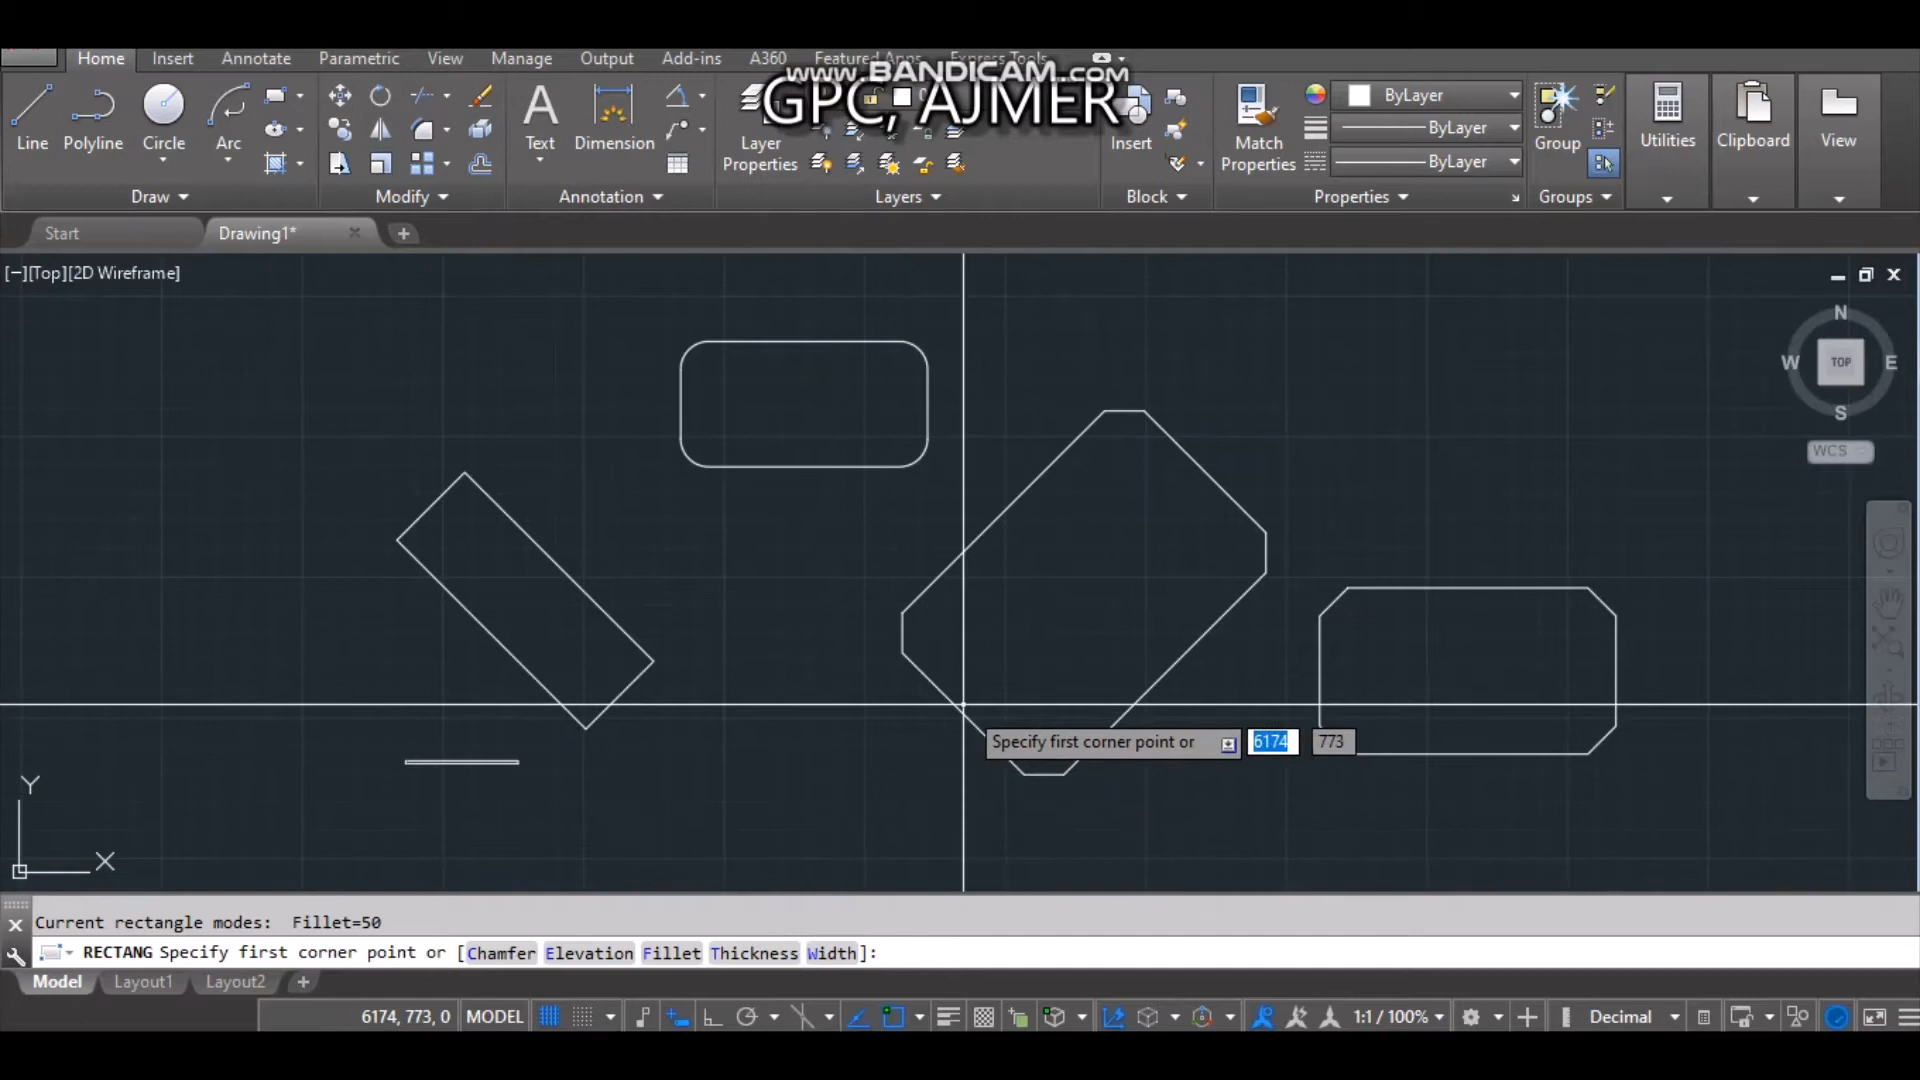 Home Insert Annotate Parametric View Manage Output Add-ins A360 Featured Apps Express Tools
www.BANDICAM.com
GPC, AJMER
Line Polyline Circle Arc Text Dimension Layer Properties Insert Match Properties Group Utilities Clipboard View
ByLayer
ByLayer
ByLayer
Draw Modify Annotation Layers Block Properties Groups
Start Drawing1*
[−][Top][2D Wireframe]
N
W TOP E
S
WCS
Specify first corner point or 6174 773
Y
X
Current rectangle modes:  Fillet=50
RECTANG Specify first corner point or [Chamfer Elevation Fillet Thickness Width]:
Model Layout1 Layout2
6174, 773, 0 MODEL 1:1 / 100% Decimal